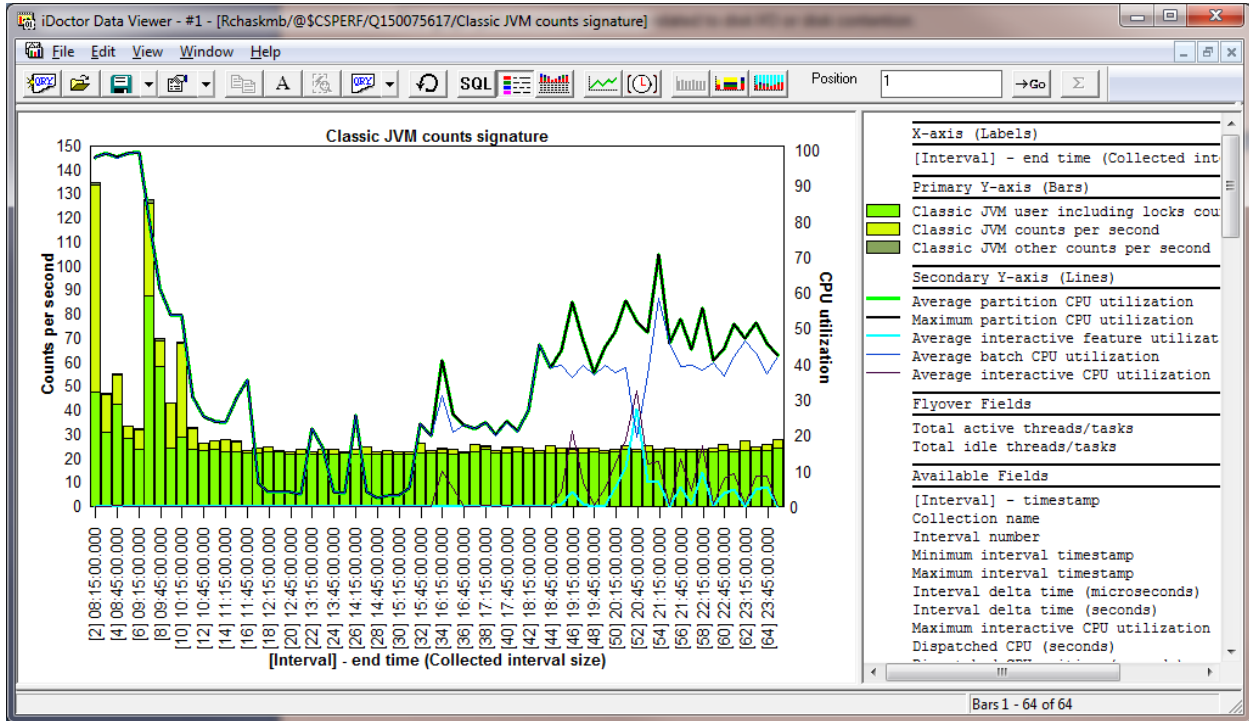 iDoctor Data Viewer - #1 - [Rchaskmb/@$CSPERF/Q150075617/Classic JVM counts signature]
File Edit View Window Help
QRY A QRY SQL Position 1 →Go Σ
Classic JVM counts signature
150
140
130
120
110
100
90
80
70
60
50
40
30
20
10
0
Counts per second
100
90
80
70
60
50
40
30
20
10
0
CPU utilization
[2] 08:15:00.000
[4] 08:45:00.000
[6] 09:15:00.000
[8] 09:45:00.000
[10] 10:15:00.000
[12] 10:45:00.000
[14] 11:15:00.000
[16] 11:45:00.000
[18] 12:15:00.000
[20] 12:45:00.000
[22] 13:15:00.000
[24] 13:45:00.000
[26] 14:15:00.000
[28] 14:45:00.000
[30] 15:15:00.000
[32] 15:45:00.000
[34] 16:15:00.000
[36] 16:45:00.000
[38] 17:15:00.000
[40] 17:45:00.000
[42] 18:15:00.000
[44] 18:45:00.000
[46] 19:15:00.000
[48] 19:45:00.000
[50] 20:15:00.000
[52] 20:45:00.000
[54] 21:15:00.000
[56] 21:45:00.000
[58] 22:15:00.000
[60] 22:45:00.000
[62] 23:15:00.000
[64] 23:45:00.000
[Interval] - end time (Collected interval size)
X-axis (Labels)
[Interval] - end time (Collected int
Primary Y-axis (Bars)
Classic JVM user including locks cou
Classic JVM counts per second
Classic JVM other counts per second
Secondary Y-axis (Lines)
Average partition CPU utilization
Maximum partition CPU utilization
Average interactive feature utilizat
Average batch CPU utilization
Average interactive CPU utilization
Flyover Fields
Total active threads/tasks
Total idle threads/tasks
Available Fields
[Interval] - timestamp
Collection name
Interval number
Minimum interval timestamp
Maximum interval timestamp
Interval delta time (microseconds)
Interval delta time (seconds)
Maximum interactive CPU utilization
Dispatched CPU (seconds)
Bars 1 - 64 of 64